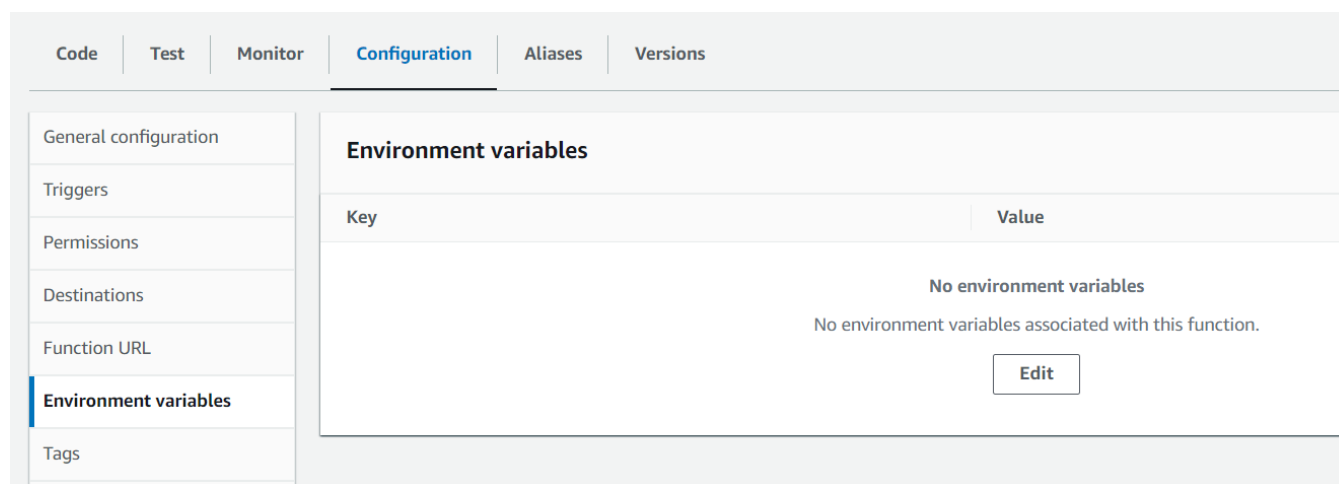 Code Test Monitor Configuration Aliases Versions
General configuration
Triggers
Permissions
Destinations
Function URL
Environment variables
Tags
Environment variables
Key Value
No environment variables
No environment variables associated with this function.
Edit